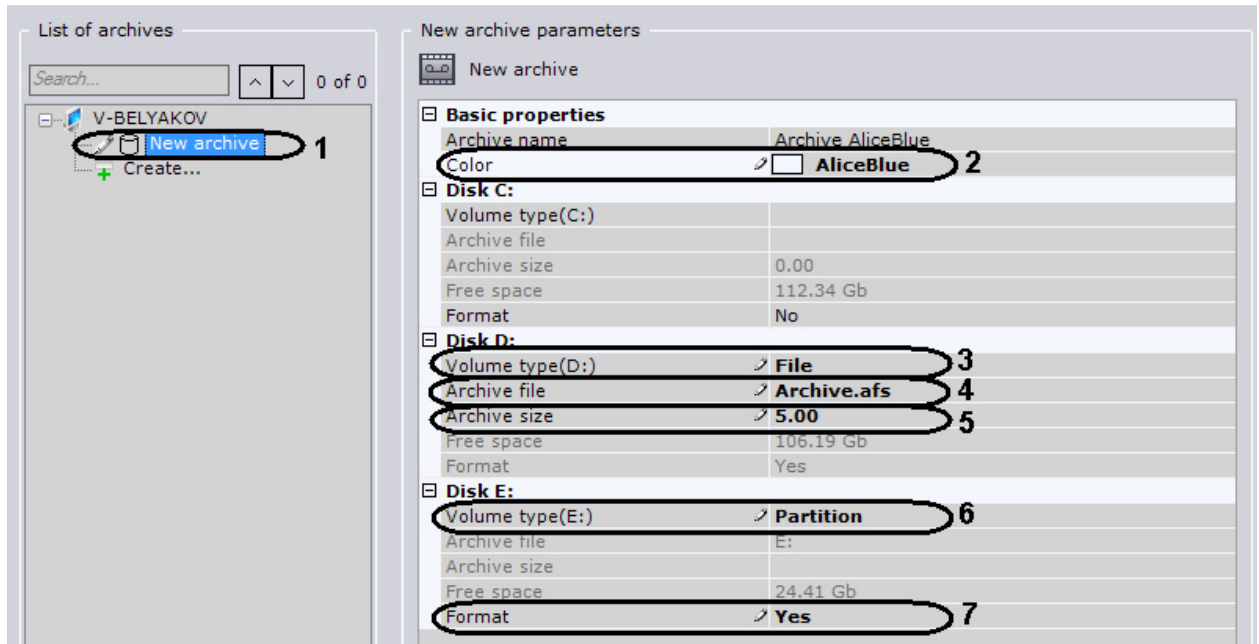 List of archives
Search...
0 of 0
V-BELYAKOV
New archive 1
Create...
New archive parameters
New archive
Basic properties
Archive name Archive AliceBlue
Color AliceBlue 2
Disk C:
Volume type(C:)
Archive file
Archive size 0.00
Free space 112.34 Gb
Format No
Disk D:
Volume type(D:) File 3
Archive file Archive.afs 4
Archive size 5.00 5
Free space 106.19 Gb
Format Yes
Disk E:
Volume type(E:) Partition 6
Archive file E:
Archive size
Free space 24.41 Gb
Format Yes 7